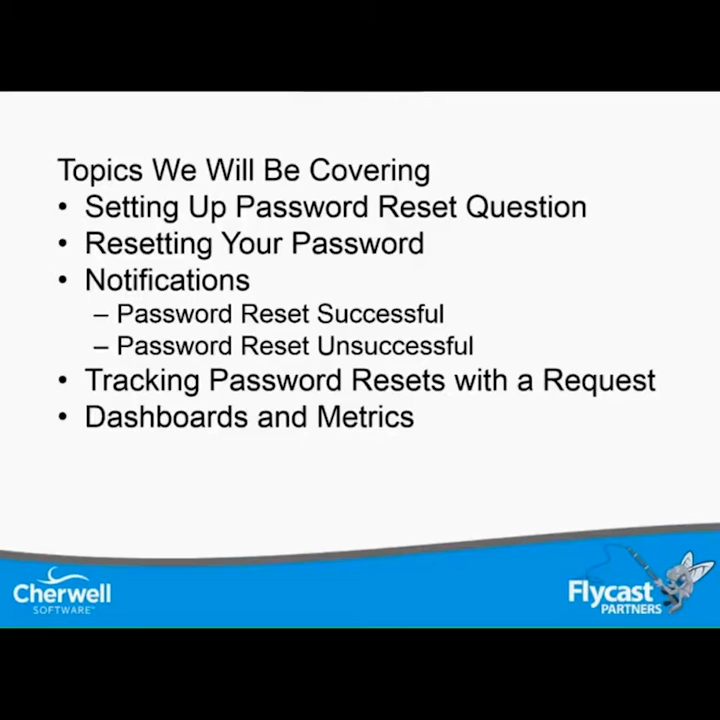 Topics We Will Be Covering
• Setting Up Password Reset Question
• Resetting Your Password
• Notifications
– Password Reset Successful
– Password Reset Unsuccessful
• Tracking Password Resets with a Request
• Dashboards and Metrics
Cherwell
SOFTWARE™
Flycast
PARTNERS